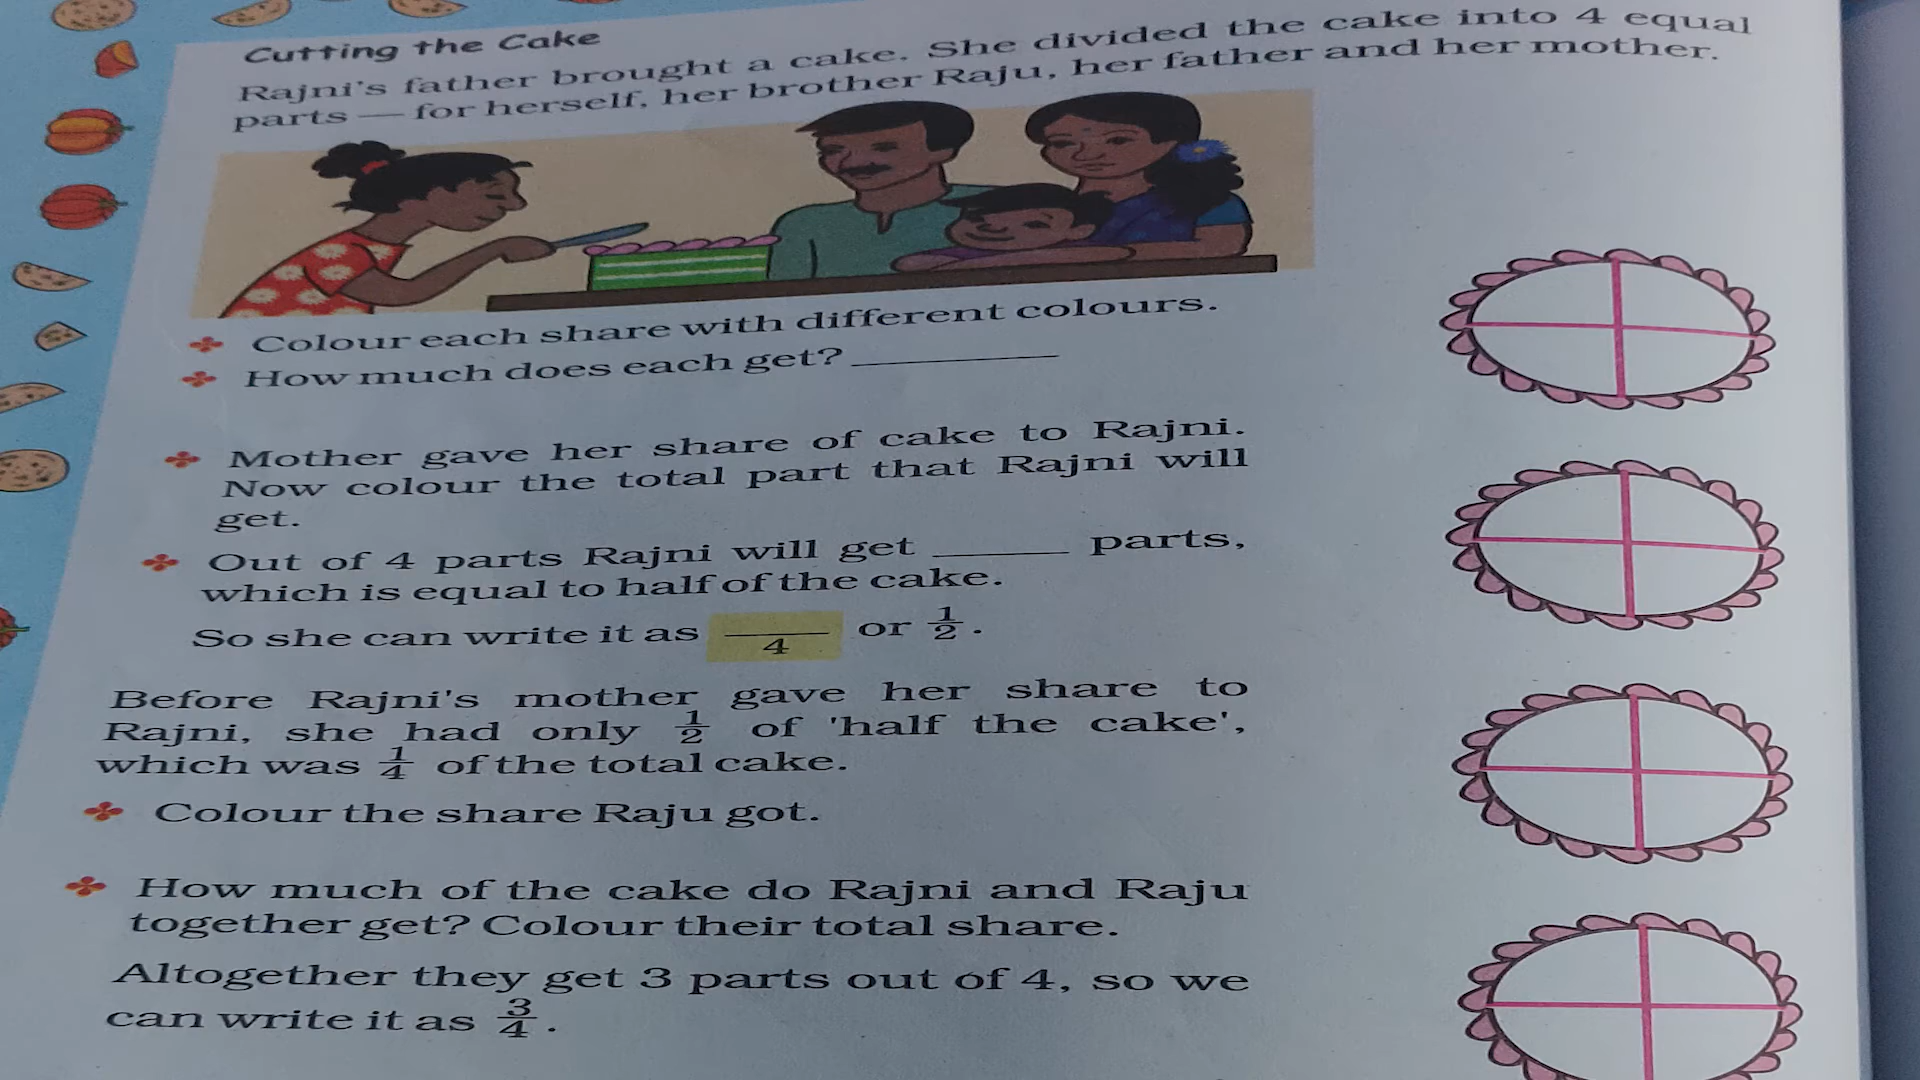 Cutting the Cake
Rajni's father brought a cake. She divided the cake into 4 equal
parts — for herself, her brother Raju, her father and her mother.
Colour each share with different colours.
How much does each get? ________
Mother gave her share of cake to Rajni.
Now colour the total part that Rajni will
get.
Out of 4 parts Rajni will get _____ parts,
which is equal to half of the cake.
So she can write it as __/4 or 1/2.
Before Rajni's mother gave her share to
Rajni, she had only 1/2 of 'half the cake',
which was 1/4 of the total cake.
Colour the share Raju got.
How much of the cake do Rajni and Raju
together get? Colour their total share.
Altogether they get 3 parts out of 4, so we
can write it as 3/4.